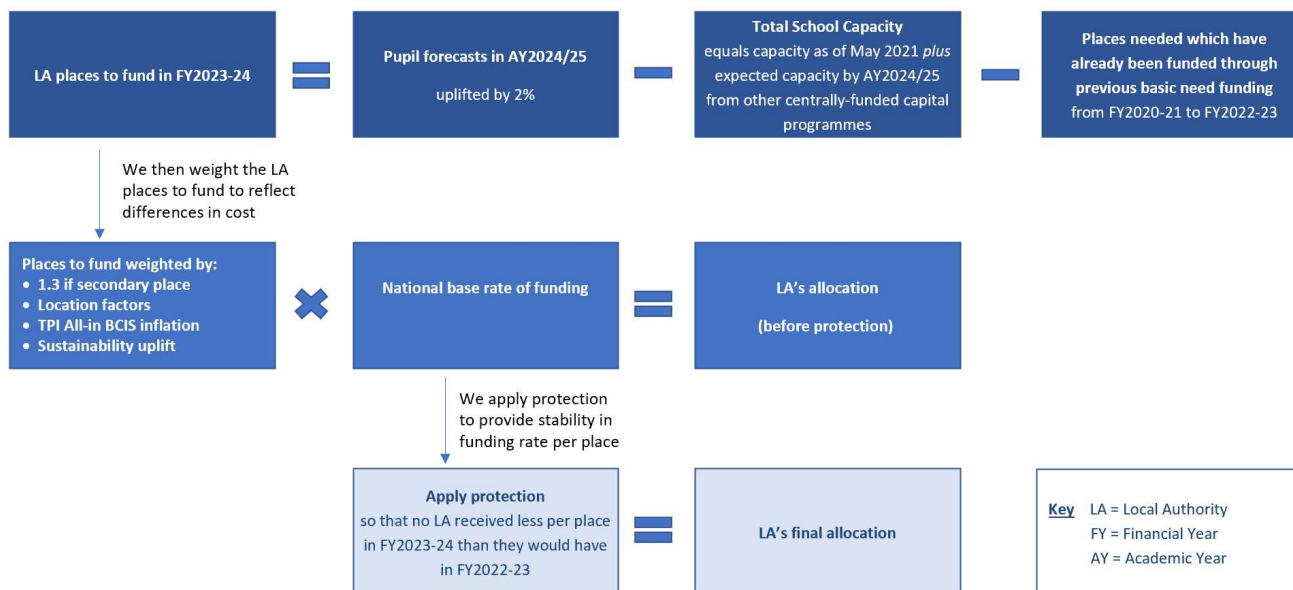 LA places to fund in FY2023-24
Pupil forecasts in AY2024/25
uplifted by 2%
Total School Capacity
equals capacity as of May 2021 plus
expected capacity by AY2024/25
from other centrally-funded capital
programmes
Places needed which have
already been funded through
previous basic need funding
from FY2020-21 to FY2022-23
We then weight the LA
places to fund to reflect
differences in cost
Places to fund weighted by:
• 1.3 if secondary place
• Location factors
• TPI All-in BCIS inflation
• Sustainability uplift
National base rate of funding
LA's allocation
(before protection)
We apply protection
to provide stability in
funding rate per place
Apply protection
so that no LA received less per place
in FY2023-24 than they would have
in FY2022-23
LA's final allocation
Key LA = Local Authority
FY = Financial Year
AY = Academic Year